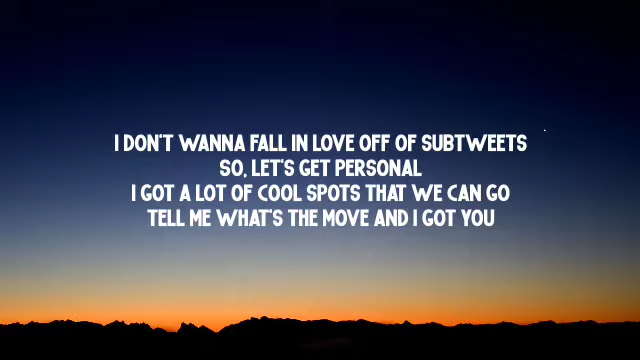 I DON'T WANNA FALL IN LOVE OFF OF SUBTWEETS
SO, LET'S GET PERSONAL
I GOT A LOT OF COOL SPOTS THAT WE CAN GO
TELL ME WHAT'S THE MOVE AND I GOT YOU